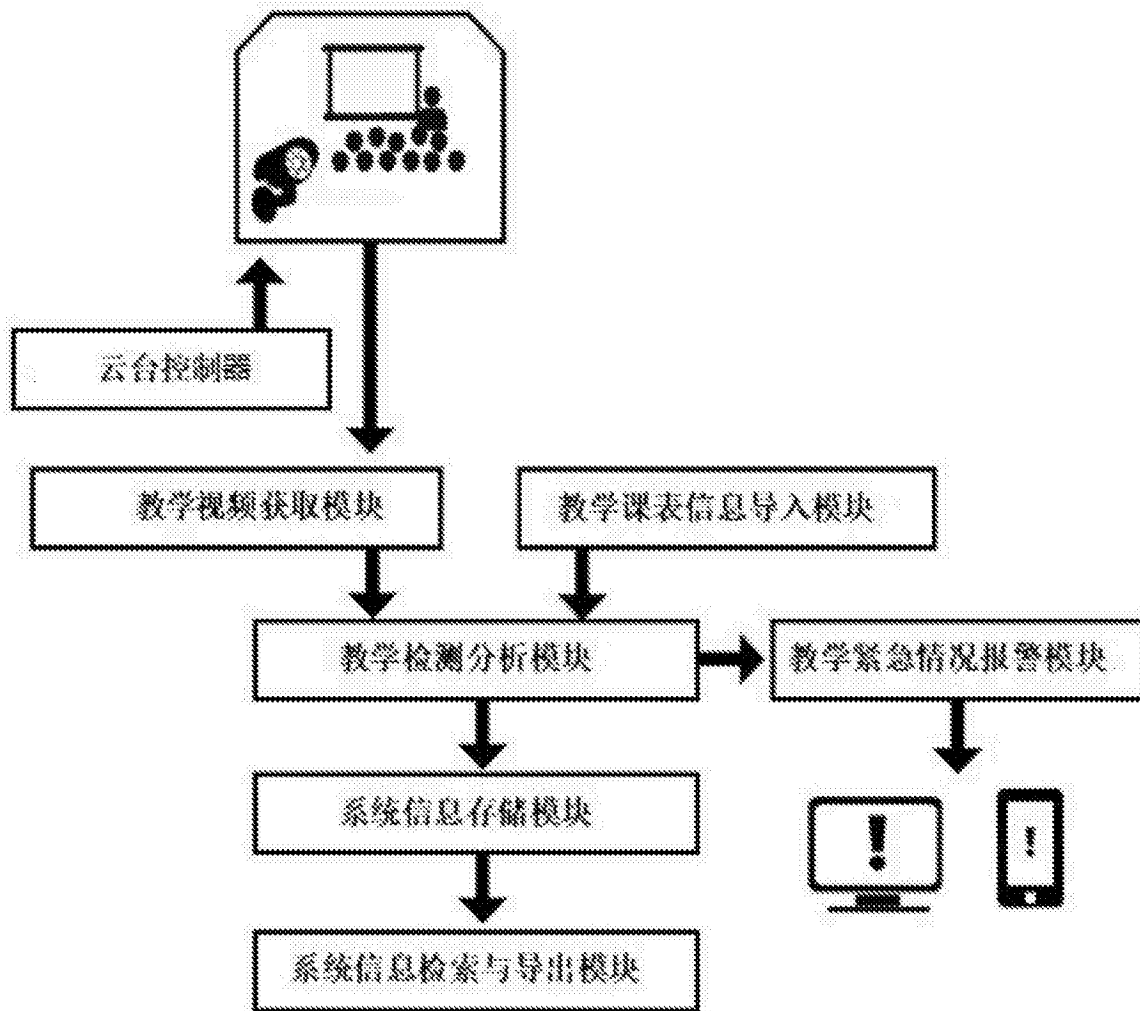 云台控制器
教学视频获取模块
教学课表信息导入模块
教学检测分析模块
教学紧急情况报警模块
系统信息存储模块
!
!
系统信息检索与导出模块